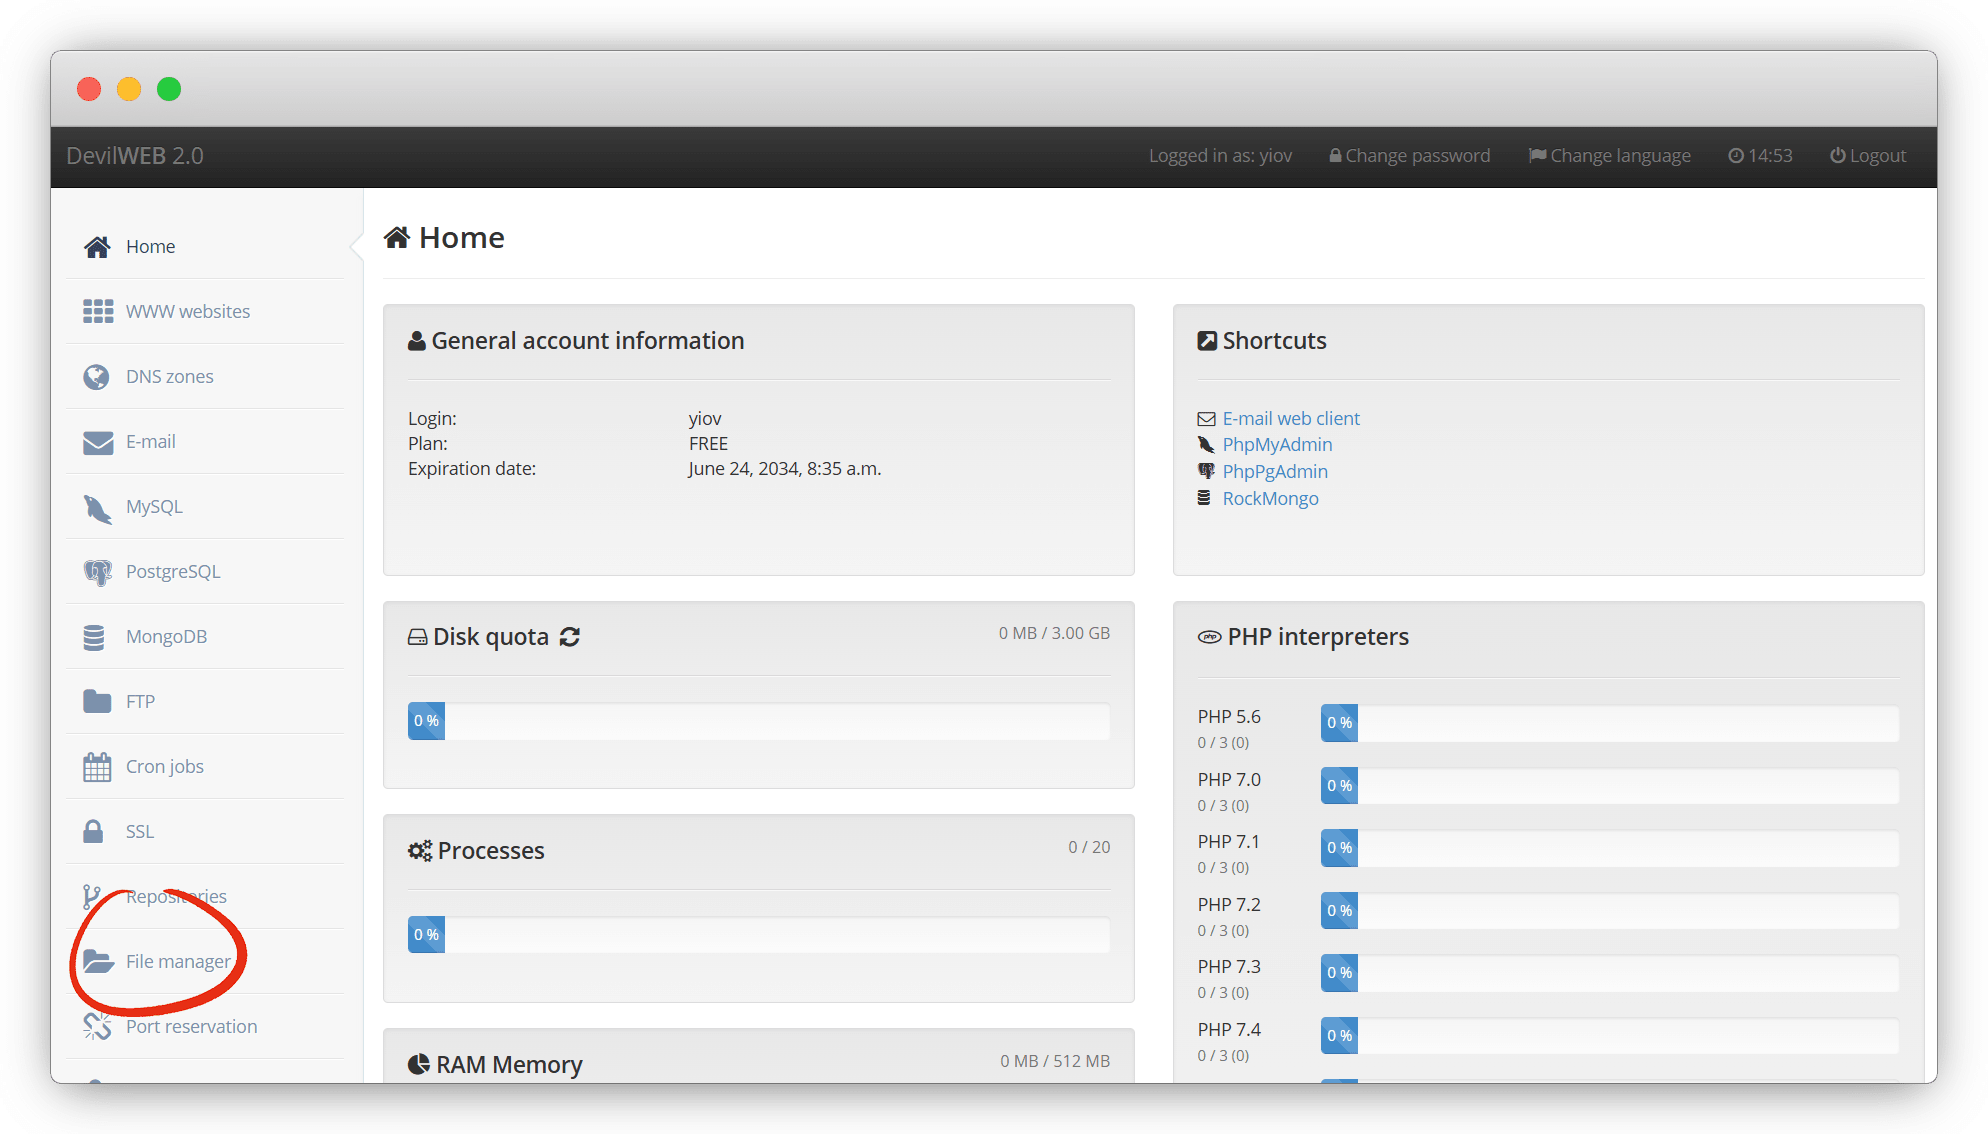 DevilWEB 2.0
Logged in as: yiov
Change password
Change language
14:53
Logout
Home
WWW websites
DNS zones
E-mail
MySQL
PostgreSQL
MongoDB
FTP
Cron jobs
SSL
Repositories
File manager
Port reservation
Home
General account information
Login: yiov
Plan: FREE
Expiration date: June 24, 2034, 8:35 a.m.
Shortcuts
E-mail web client
PhpMyAdmin
PhpPgAdmin
RockMongo
Disk quota
0 MB / 3.00 GB
0 %
Processes
0 / 20
0 %
RAM Memory
0 MB / 512 MB
php PHP interpreters
PHP 5.6
0 / 3 (0)
0 %
PHP 7.0
0 / 3 (0)
0 %
PHP 7.1
0 / 3 (0)
0 %
PHP 7.2
0 / 3 (0)
0 %
PHP 7.3
0 / 3 (0)
0 %
PHP 7.4
0 / 3 (0)
0 %